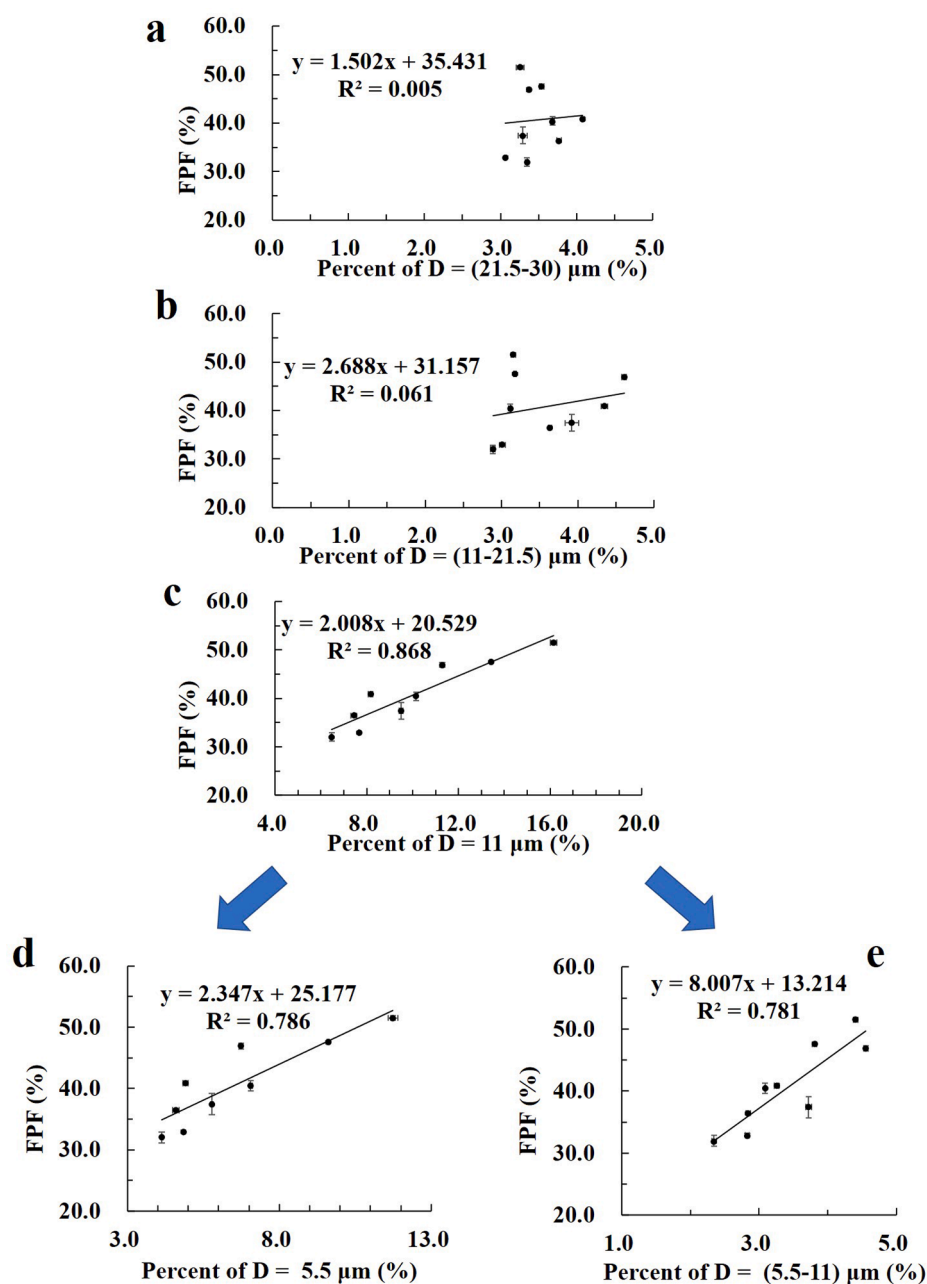 a
y = 1.502x + 35.431
R² = 0.005
FPF (%)
60.0
50.0
40.0
30.0
20.0
0.0 1.0 2.0 3.0 4.0 5.0
Percent of D = (21.5-30) μm (%)
b
y = 2.688x + 31.157
R² = 0.061
FPF (%)
60.0
50.0
40.0
30.0
20.0
0.0 1.0 2.0 3.0 4.0 5.0
Percent of D = (11-21.5) μm (%)
c
y = 2.008x + 20.529
R² = 0.868
FPF (%)
60.0
50.0
40.0
30.0
20.0
4.0 8.0 12.0 16.0 20.0
Percent of D = 11 μm (%)
d
y = 2.347x + 25.177
R² = 0.786
FPF (%)
60.0
50.0
40.0
30.0
20.0
3.0 8.0 13.0
Percent of D = 5.5 μm (%)
e
y = 8.007x + 13.214
R² = 0.781
FPF (%)
60.0
50.0
40.0
30.0
20.0
1.0 3.0 5.0
Percent of D = (5.5-11) μm (%)